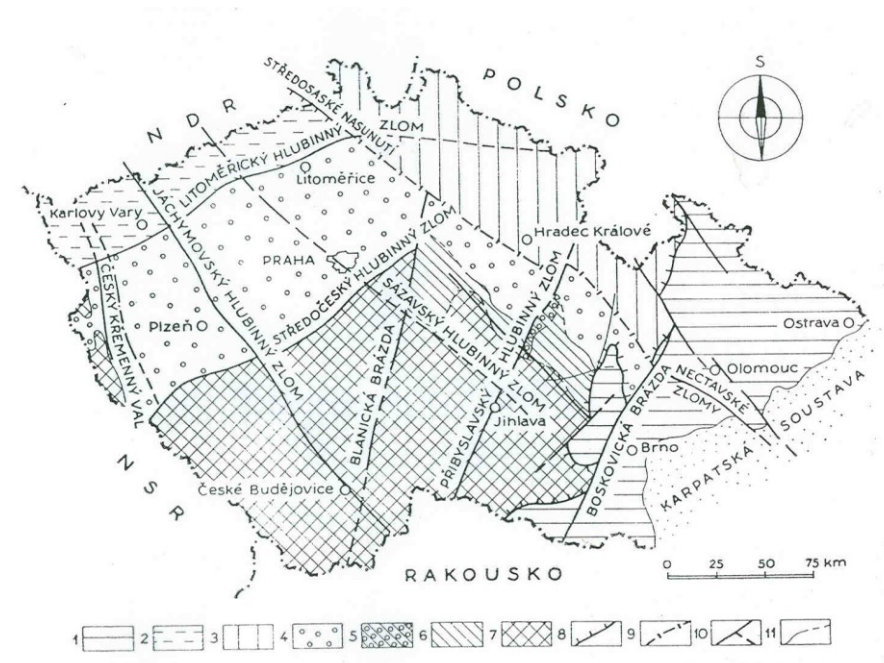 S
POLSKO
NDR
STŘEDOSASKÉ NASUNUTÍ
LITOMĚŘICKÝ HLUBINNÝ ZLOM
Litoměřice
Karlovy Vary
JÁCHYMOVSKÝ HLUBINNÝ ZLOM
Hradec Králové
PRAHA
STŘEDOČESKÝ HLUBINNÝ ZLOM
ČESKÝ KŘEMENNÝ VAL
Plzeň
SÁZAVSKÝ HLUBINNÝ ZLOM
Ostrava
Olomouc
NECTAVSKÉ
ZLOMY
BLANICKÁ BRÁZDA
PŘIBYSLAVSKÝ HLUBINNÝ ZLOM
Jihlava
BOSKOVICKÁ BRÁZDA
Brno
KARPATSKÁ SOUSTAVA
NSR
České Budějovice
RAKOUSKO
0 25 50 75 km
1 2 3 4 5 6 7 8 9 10 11